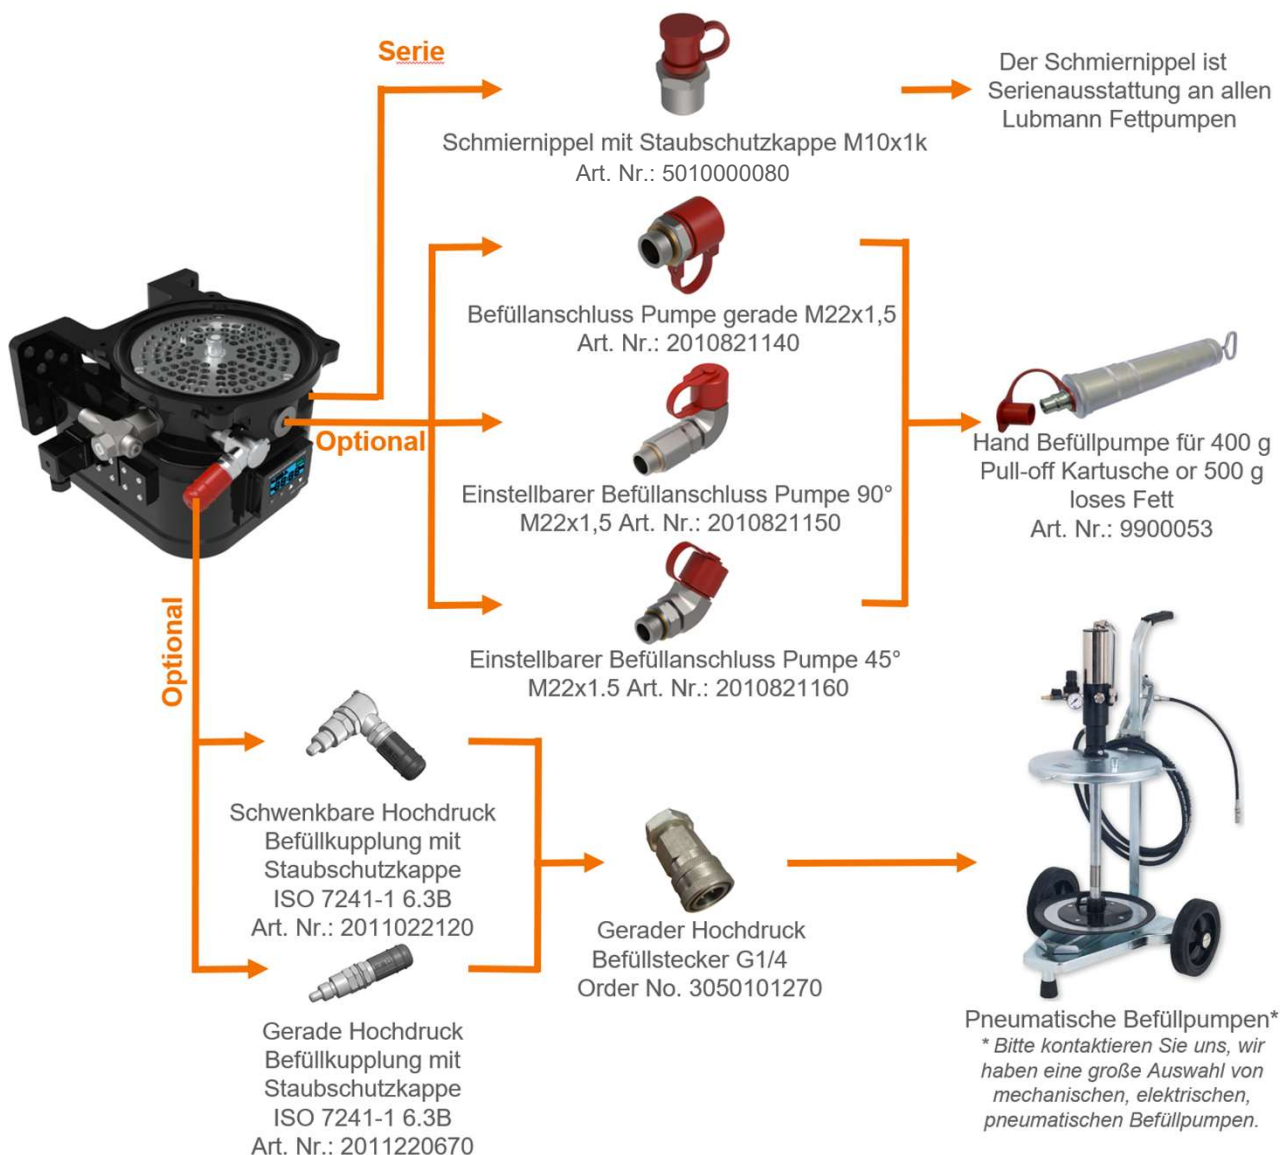 Serie
Schmiernippel mit Staubschutzkappe M10x1k
Art. Nr.: 5010000080
Der Schmiernippel ist
Serienausstattung an allen
Lubmann Fettpumpen
Befüllanschluss Pumpe gerade M22x1,5
Art. Nr.: 2010821140
Optional
Einstellbarer Befüllanschluss Pumpe 90°
M22x1,5 Art. Nr.: 2010821150
Hand Befüllpumpe für 400 g
Pull-off Kartusche or 500 g
loses Fett
Art. Nr.: 9900053
Einstellbarer Befüllanschluss Pumpe 45°
M22x1.5 Art. Nr.: 2010821160
Optional
Schwenkbare Hochdruck
Befüllkupplung mit
Staubschutzkappe
ISO 7241-1 6.3B
Art. Nr.: 2011022120
Gerader Hochdruck
Befüllstecker G1/4
Order No. 3050101270
Gerade Hochdruck
Befüllkupplung mit
Staubschutzkappe
ISO 7241-1 6.3B
Art. Nr.: 2011220670
Pneumatische Befüllpumpen*
* Bitte kontaktieren Sie uns, wir
haben eine große Auswahl von
mechanischen, elektrischen,
pneumatischen Befüllpumpen.